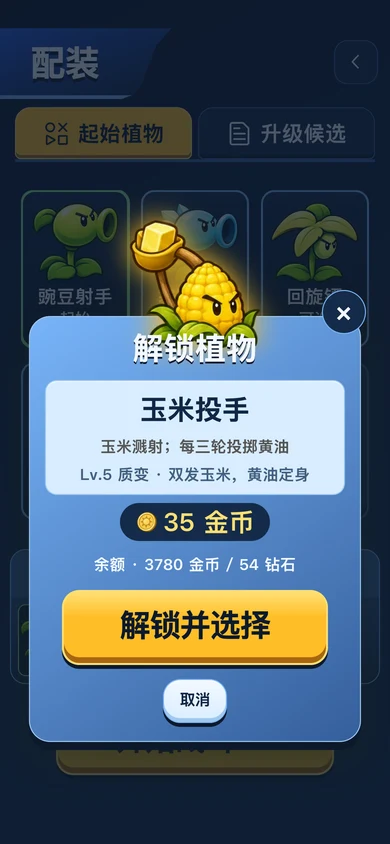 配装
起始植物
升级候选
豌豆射手
解锁植物
玉米投手
玉米溅射；每三轮投掷黄油
Lv.5 质变 · 双发玉米，黄油定身
35 金币
余额 · 3780 金币 / 54 钻石
解锁并选择
取消